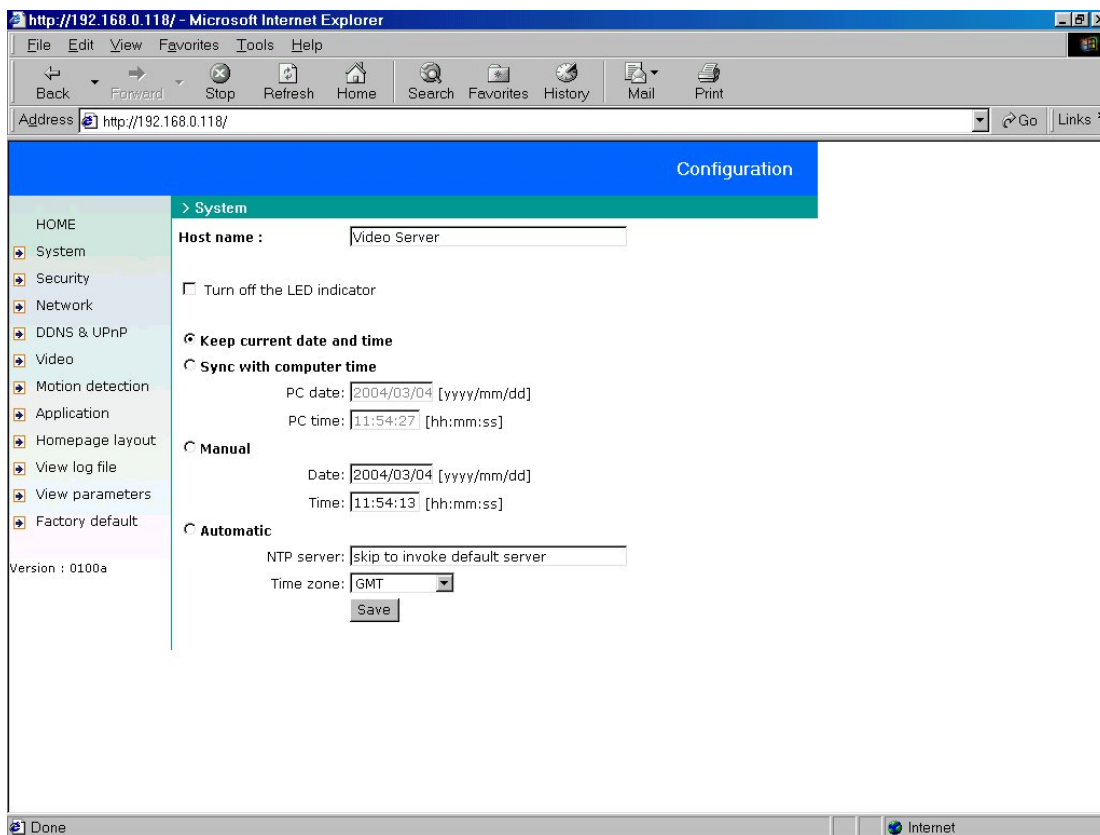 http://192.168.0.118/ - Microsoft Internet Explorer
File Edit View Favorites Tools Help
Back Forward Stop Refresh Home Search Favorites History Mail Print
Address http://192.168.0.118/ Go Links
Configuration
> System
HOME
System
Security
Network
DDNS & UPnP
Video
Motion detection
Application
Homepage layout
View log file
View parameters
Factory default
Version : 0100a
Host name : Video Server
Turn off the LED indicator
Keep current date and time
Sync with computer time
PC date: 2004/03/04 [yyyy/mm/dd]
PC time: 11:54:27 [hh:mm:ss]
Manual
Date: 2004/03/04 [yyyy/mm/dd]
Time: 11:54:13 [hh:mm:ss]
Automatic
NTP server: skip to invoke default server
Time zone: GMT
Save
Done Internet